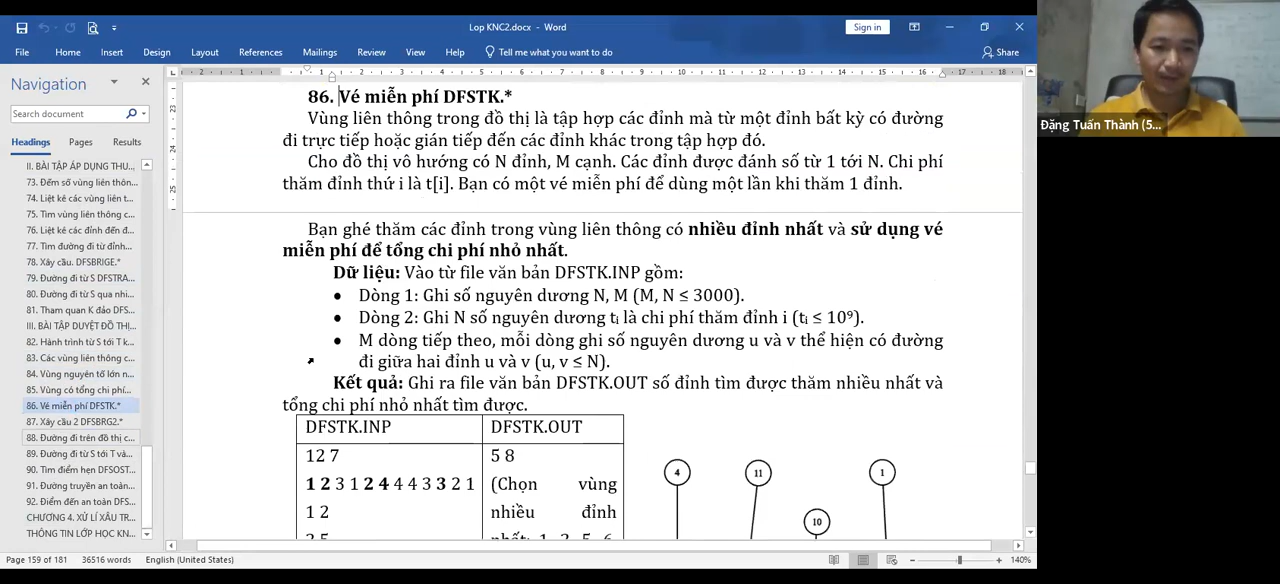 Lop KNC2.docx - Word
Sign in
File Home Insert Design Layout References Mailings Review View Help Tell me what you want to do
Share
Navigation
Search document
Headings Pages Results
II. BÀI TẬP ÁP DỤNG THU...
73. Đếm số vùng liên thôn...
74. Liệt kê các vùng liên t...
75. Tìm vùng liên thông c...
76. Liệt kê các đỉnh đến đ...
77. Tìm đường đi từ đỉnh...
78. Xây cầu. DFSBRIGE.*
79. Đường đi từ S DFSTRA...
80. Đường đi từ S qua nhi...
81. Tham quan K đảo DFS...
III. BÀI TẬP DUYỆT ĐỒ THỊ...
82. Hành trình từ S tới T k...
83. Các vùng liên thông...
84. Vùng nguyên tố lớn n...
85. Vùng có tổng chi phí...
86. Vé miễn phí DFSTK.*
87. Xây cầu 2 DFSBRG2.*
88. Đường đi trên đồ thị c...
89. Đường đi từ S tới T và...
90. Tìm điểm hẹn DFSOST...
91. Đường truyền an toàn...
92. Điểm đến an toàn DFS...
CHƯƠNG 4. XỬ LÍ XÂU TR...
THÔNG TIN LỚP HỌC KN...
86. Vé miễn phí DFSTK.*
Vùng liên thông trong đồ thị là tập hợp các đỉnh mà từ một đỉnh bất kỳ có đường
đi trực tiếp hoặc gián tiếp đến các đỉnh khác trong tập hợp đó.
Cho đồ thị vô hướng có N đỉnh, M cạnh. Các đỉnh được đánh số từ 1 tới N. Chi phí
thăm đỉnh thứ i là t[i]. Bạn có một vé miễn phí để dùng một lần khi thăm 1 đỉnh.
Bạn ghé thăm các đỉnh trong vùng liên thông có nhiều đỉnh nhất và sử dụng vé
miễn phí để tổng chi phí nhỏ nhất.
Dữ liệu: Vào từ file văn bản DFSTK.INP gồm:
• Dòng 1: Ghi số nguyên dương N, M (M, N ≤ 3000).
• Dòng 2: Ghi N số nguyên dương tᵢ là chi phí thăm đỉnh i (tᵢ ≤ 10⁹).
• M dòng tiếp theo, mỗi dòng ghi số nguyên dương u và v thể hiện có đường
đi giữa hai đỉnh u và v (u, v ≤ N).
Kết quả: Ghi ra file văn bản DFSTK.OUT số đỉnh tìm được thăm nhiều nhất và
tổng chi phí nhỏ nhất tìm được.
DFSTK.INP DFSTK.OUT
12 7 5 8
1 2 3 1 2 4 4 4 3 3 2 1 (Chọn vùng
1 2 nhiều đỉnh
4 11 1
10
Đặng Tuấn Thành (5...
Page 159 of 181 36516 words English (United States) 140%